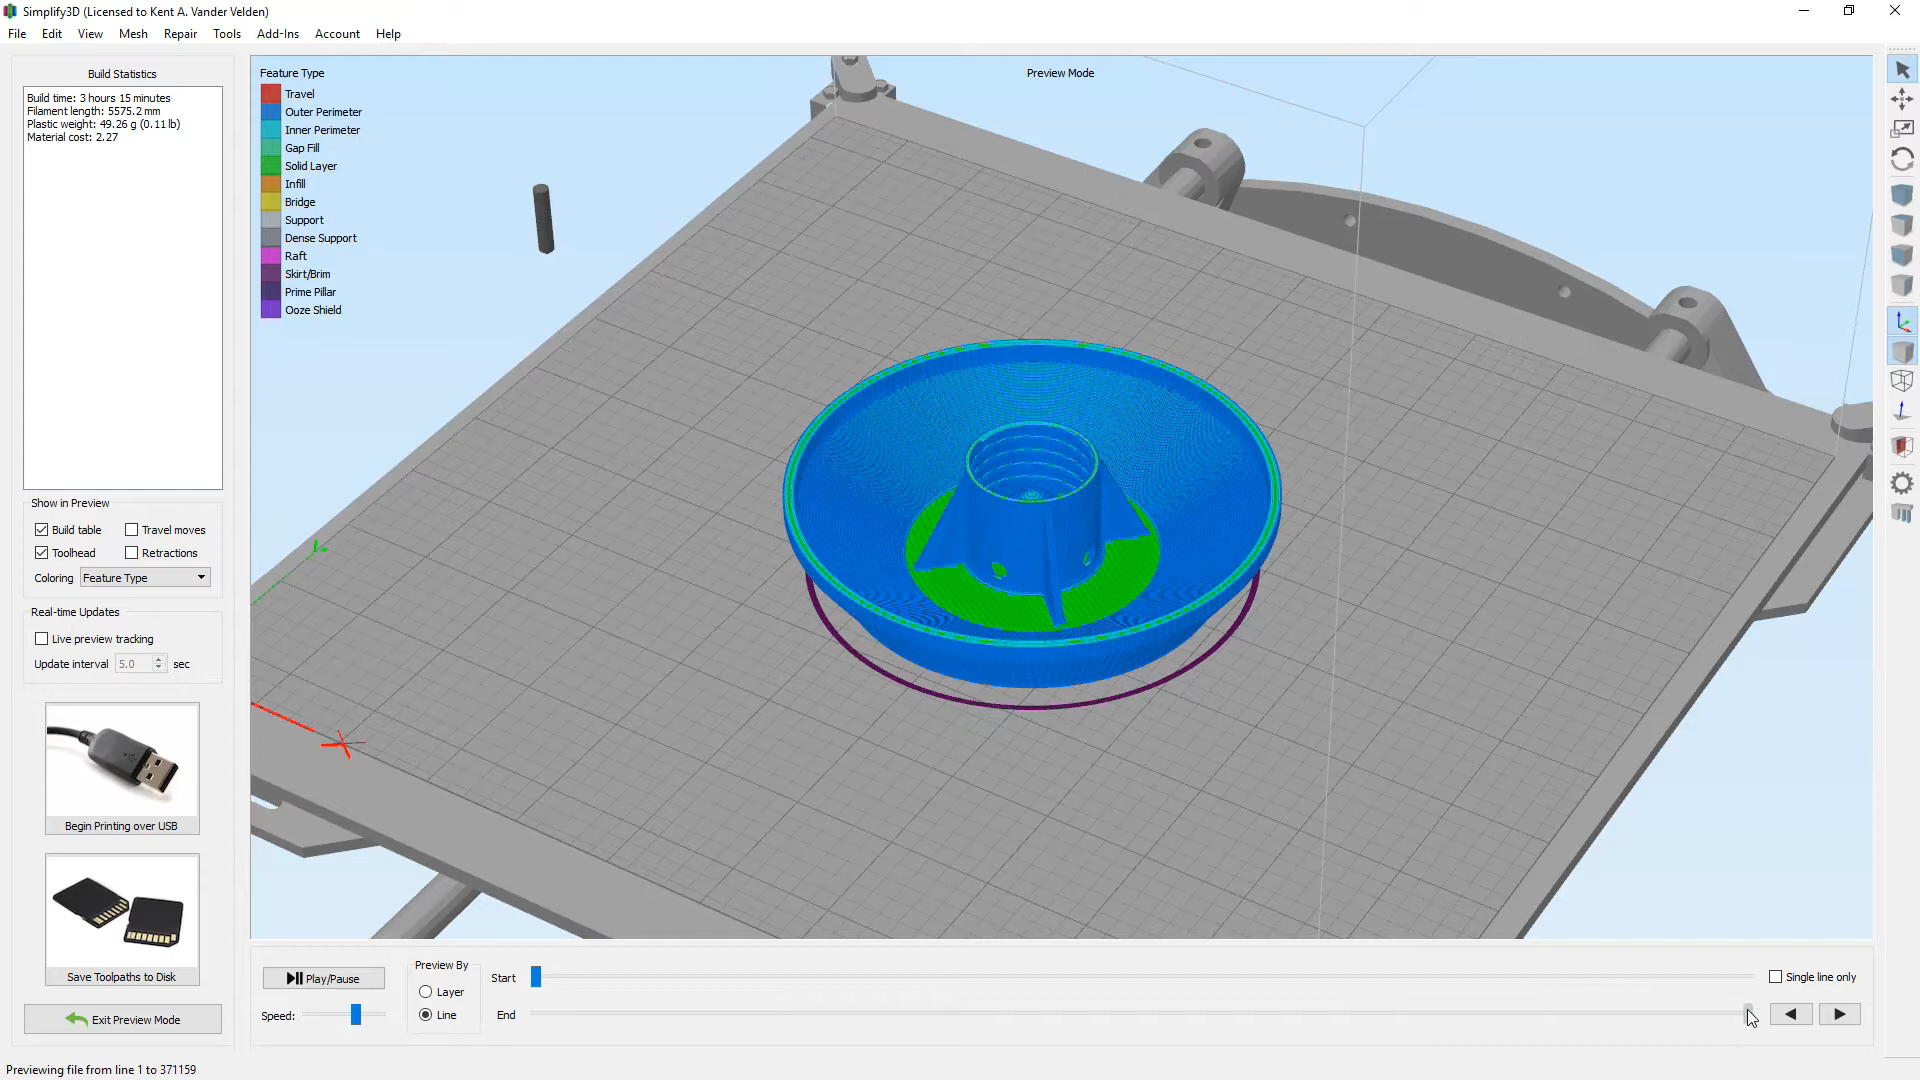 Simplify3D (Licensed to Kent A. Vander Velden)
File Edit View Mesh Repair Tools Add-Ins Account Help
Build Statistics
Build time: 3 hours 15 minutes
Filament length: 5575.2 mm
Plastic weight: 49.26 g (0.11 lb)
Material cost: 2.27
Show in Preview
Build table Travel moves
Toolhead Retractions
Coloring Feature Type
Real-time Updates
Live preview tracking
Update interval 5.0 sec
Begin Printing over USB
Save Toolpaths to Disk
Exit Preview Mode
Feature Type
Travel
Outer Perimeter
Inner Perimeter
Gap Fill
Solid Layer
Infill
Bridge
Support
Dense Support
Raft
Skirt/Brim
Prime Pillar
Ooze Shield
Preview Mode
Play/Pause
Speed:
Preview By
Layer
Line
Start
End
Single line only
Previewing file from line 1 to 371159